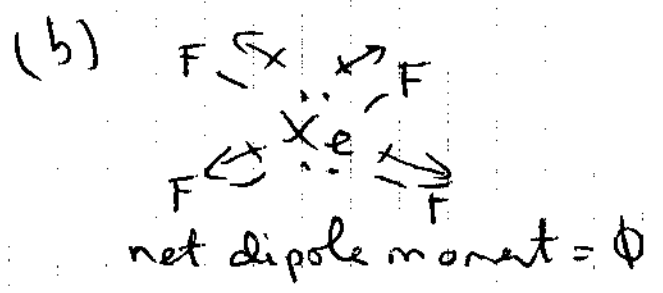 (b)
F F
Xe
F F
net dipole moment = 0